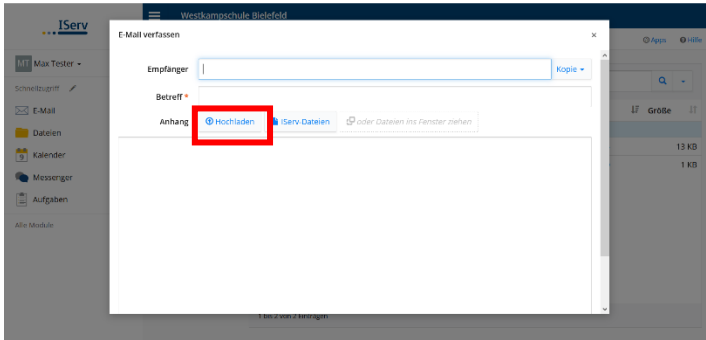 IServ
Westkampschule Bielefeld
E-Mail verfassen
×
Apps
Hilfe
MT Max Tester
Empfänger
Kopie
Schnellzugriff
Betreff *
E-Mail
Größe
Anhang
Hochladen
IServ-Dateien
oder Dateien ins Fenster ziehen
Dateien
13 KB
Kalender
1 KB
Messenger
Aufgaben
Alle Module
1 bis 2 von 2 Einträgen